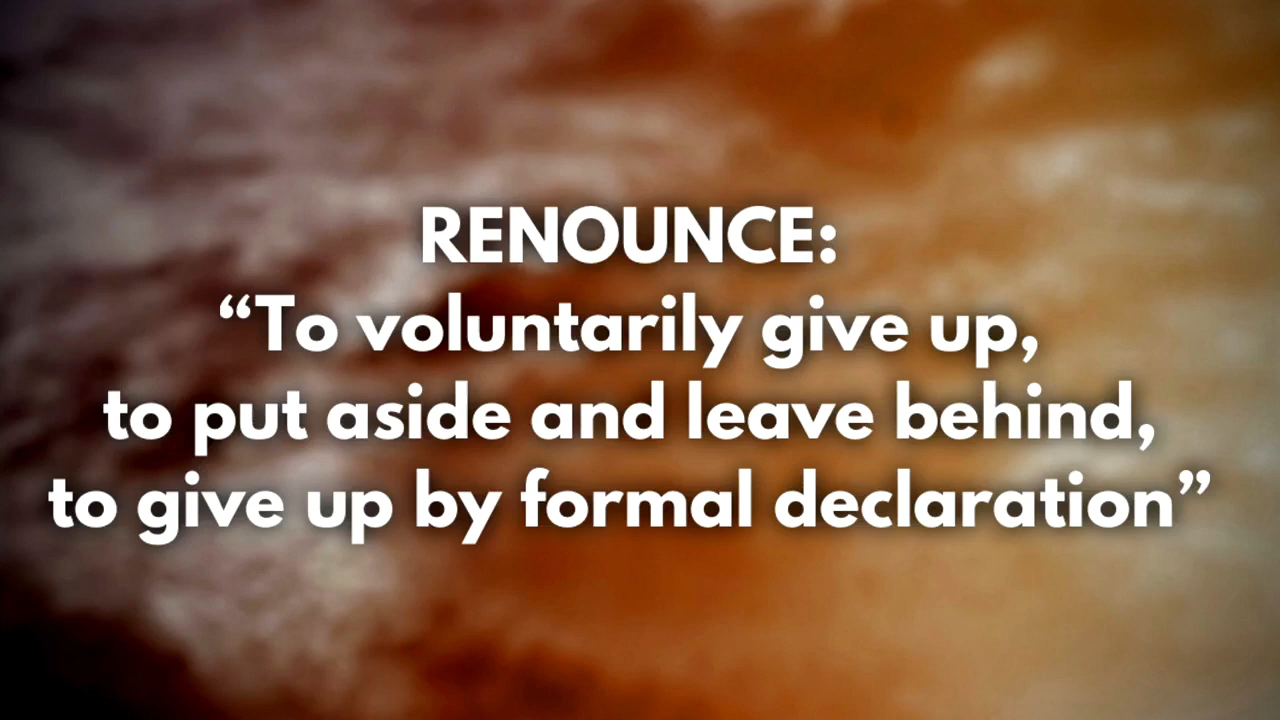 RENOUNCE:
“To voluntarily give up,
to put aside and leave behind,
to give up by formal declaration”